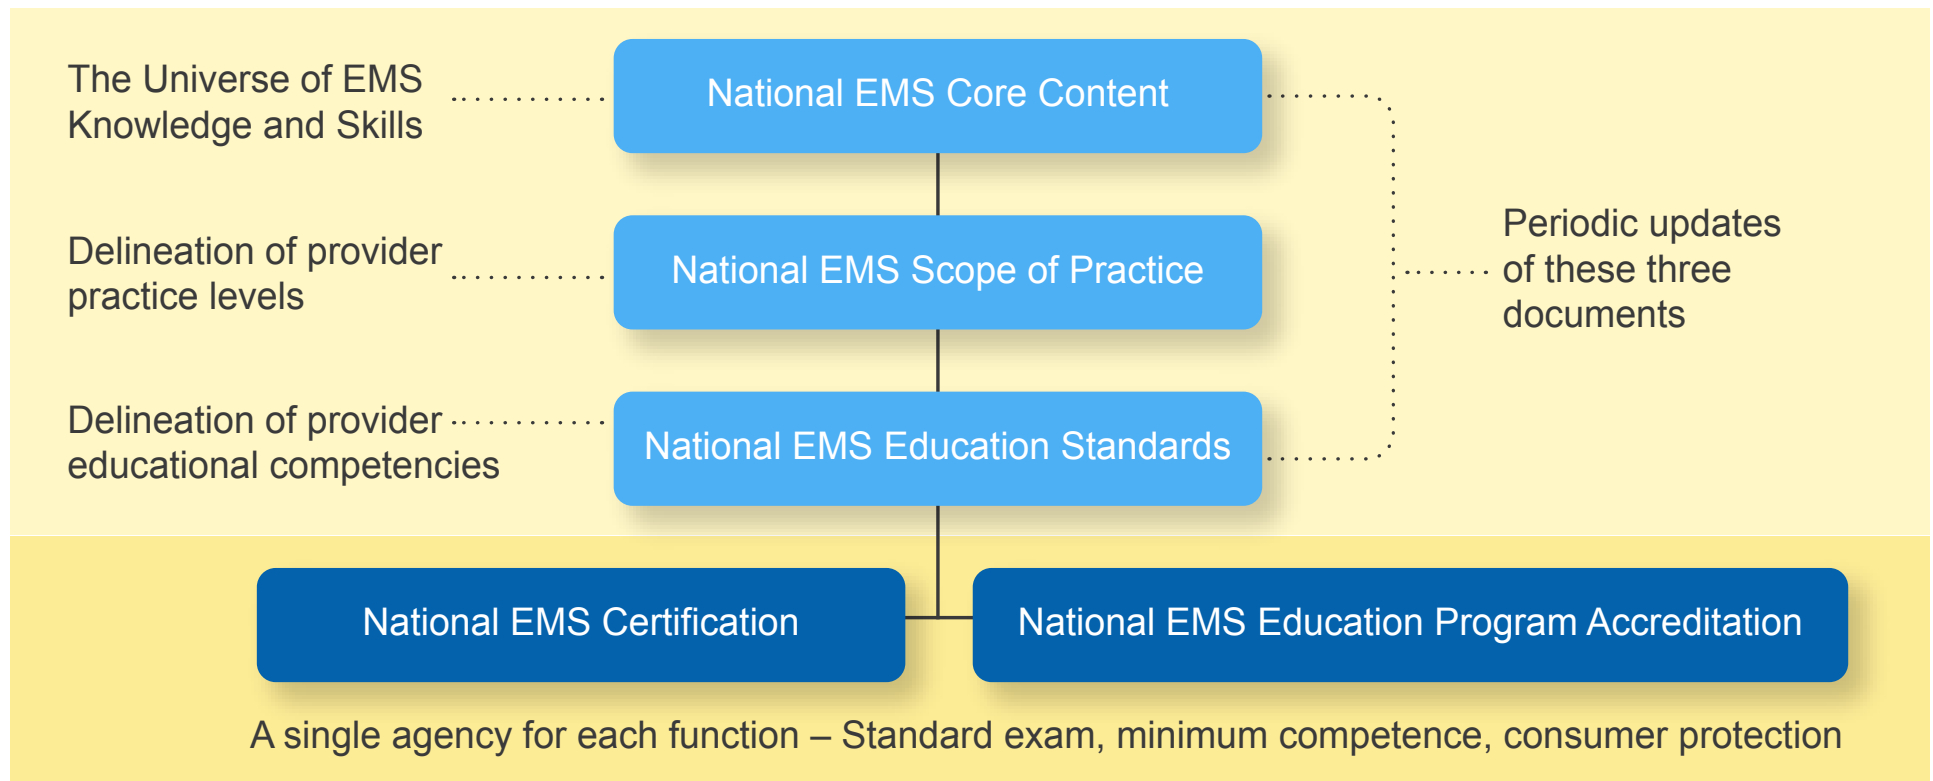 The Universe of EMS
Knowledge and Skills
National EMS Core Content
Delineation of provider
practice levels
National EMS Scope of Practice
Periodic updates
of these three
documents
Delineation of provider
educational competencies
National EMS Education Standards
National EMS Certification
National EMS Education Program Accreditation
A single agency for each function – Standard exam, minimum competence, consumer protection